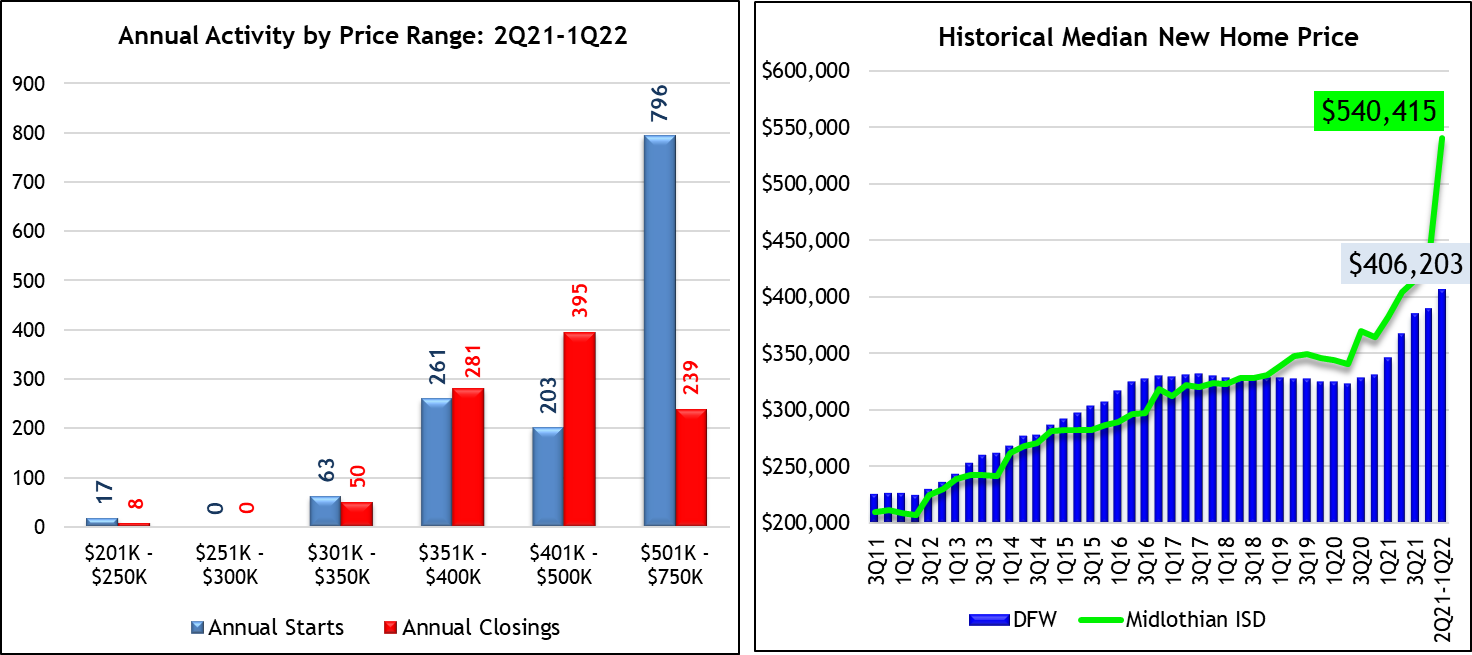 Annual Activity by Price Range: 2Q21-1Q22
900
800
700
600
500
400
300
200
100
0
17
8
0
0
63
50
261
281
203
395
796
239
$201K -
$250K
$251K -
$300K
$301K -
$350K
$351K -
$400K
$401K -
$500K
$501K -
$750K
Annual Starts
Annual Closings
Historical Median New Home Price
$600,000
$550,000
$500,000
$450,000
$400,000
$350,000
$300,000
$250,000
$200,000
$540,415
$406,203
3Q11
1Q12
3Q12
1Q13
3Q13
1Q14
3Q14
1Q15
3Q15
1Q16
3Q16
1Q17
3Q17
1Q18
3Q18
1Q19
3Q19
1Q20
3Q20
1Q21
3Q21
2Q21-1Q22
DFW
Midlothian ISD